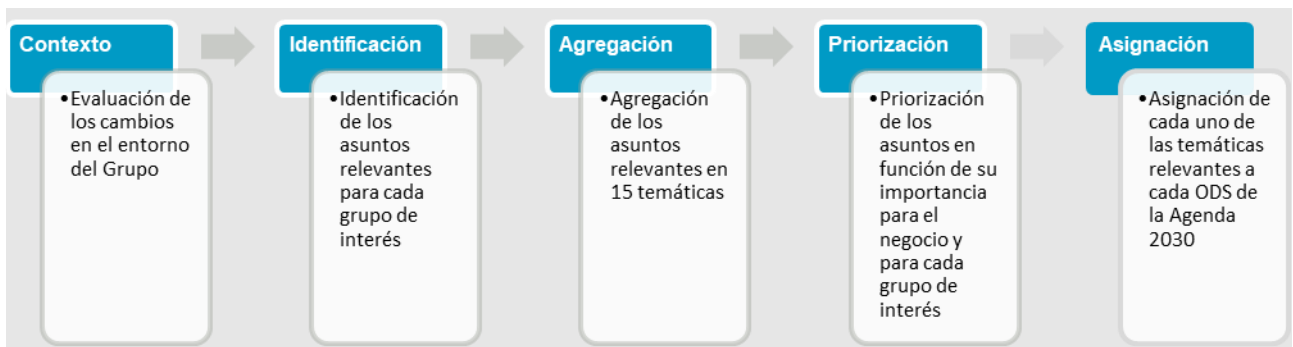 Contexto
•Evaluación de
los cambios
en el entorno
del Grupo
Identificación
•Identificación
de los
asuntos
relevantes
para cada
grupo de
interés
Agregación
•Agregación
de los
asuntos
relevantes en
15 temáticas
Priorización
•Priorización
de los
asuntos en
función de su
importancia
para el
negocio y
para cada
grupo de
interés
Asignación
•Asignación de
cada uno de
las temáticas
relevantes a
cada ODS de
la Agenda
2030